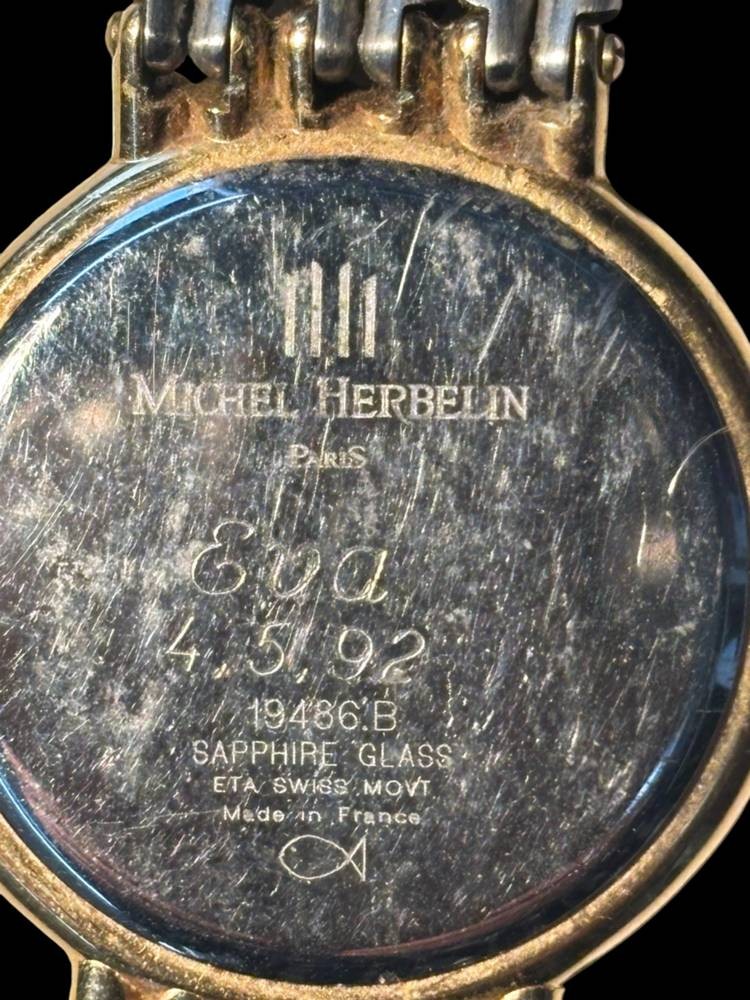 MICHEL HERBELIN
PARIS
Eva
4.5.92
19486.B
SAPPHIRE GLASS
ETA SWISS MOVT
Made in France